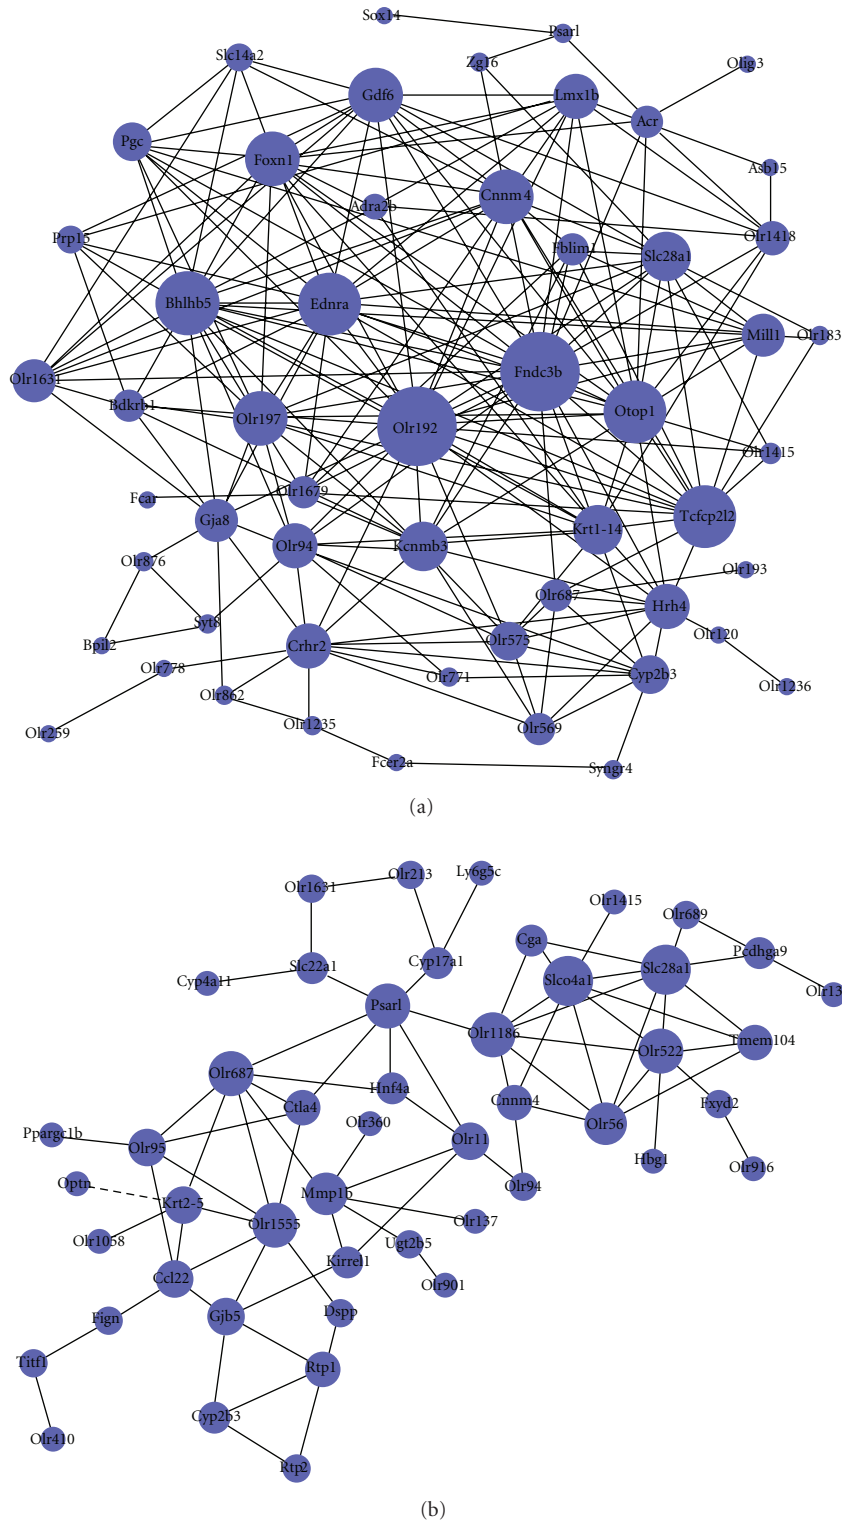 Sox14
Psarl
Slc14a2
Zg16
Olig3
Gdf6
Lmx1b
Acr
Pgc
Foxn1
Asb15
Cnnm4
Adra2b
Prp15
Fblim1
Slc28a1
Olr1418
Bhlhb5
Ednra
Mill1
Olr183
Olr1631
Fndc3b
Bdkrb1
Olr197
Olr192
Otop1
Olr1415
Fcar
Olr1679
Gja8
Tcfcp2l2
Krt1-14
Olr94
Kcnmb3
Olr876
Olr193
Olr687
Hrh4
Syt8
Bpil2
Crhr2
Olr575
Olr120
Olr778
Olr771
Cyp2b3
Olr862
Olr1236
Olr259
Olr1235
Olr569
Fcer2a
Syngr4
(a)
Olr1631
Olr213
Ly6g5c
Olr1415
Olr689
Cga
Pcdhga9
Cyp4a11
Slc22a1
Cyp17a1
Slco4a1
Slc28a1
Olr13
Psarl
Olr1186
Tmem104
Olr522
Olr687
Hnf4a
Ctla4
Cnnm4
Fxyd2
Olr360
Olr56
Ppargc1b
Olr95
Olr11
Hbg1
Olr916
Optn
Krt2-5
Mmp1b
Olr94
Olr1555
Olr137
Olr1058
Ugt2b5
Kirrel1
Ccl22
Olr901
Fign
Gjb5
Dspp
Titf1
Rtp1
Cyp2b3
Olr410
Rtp2
(b)